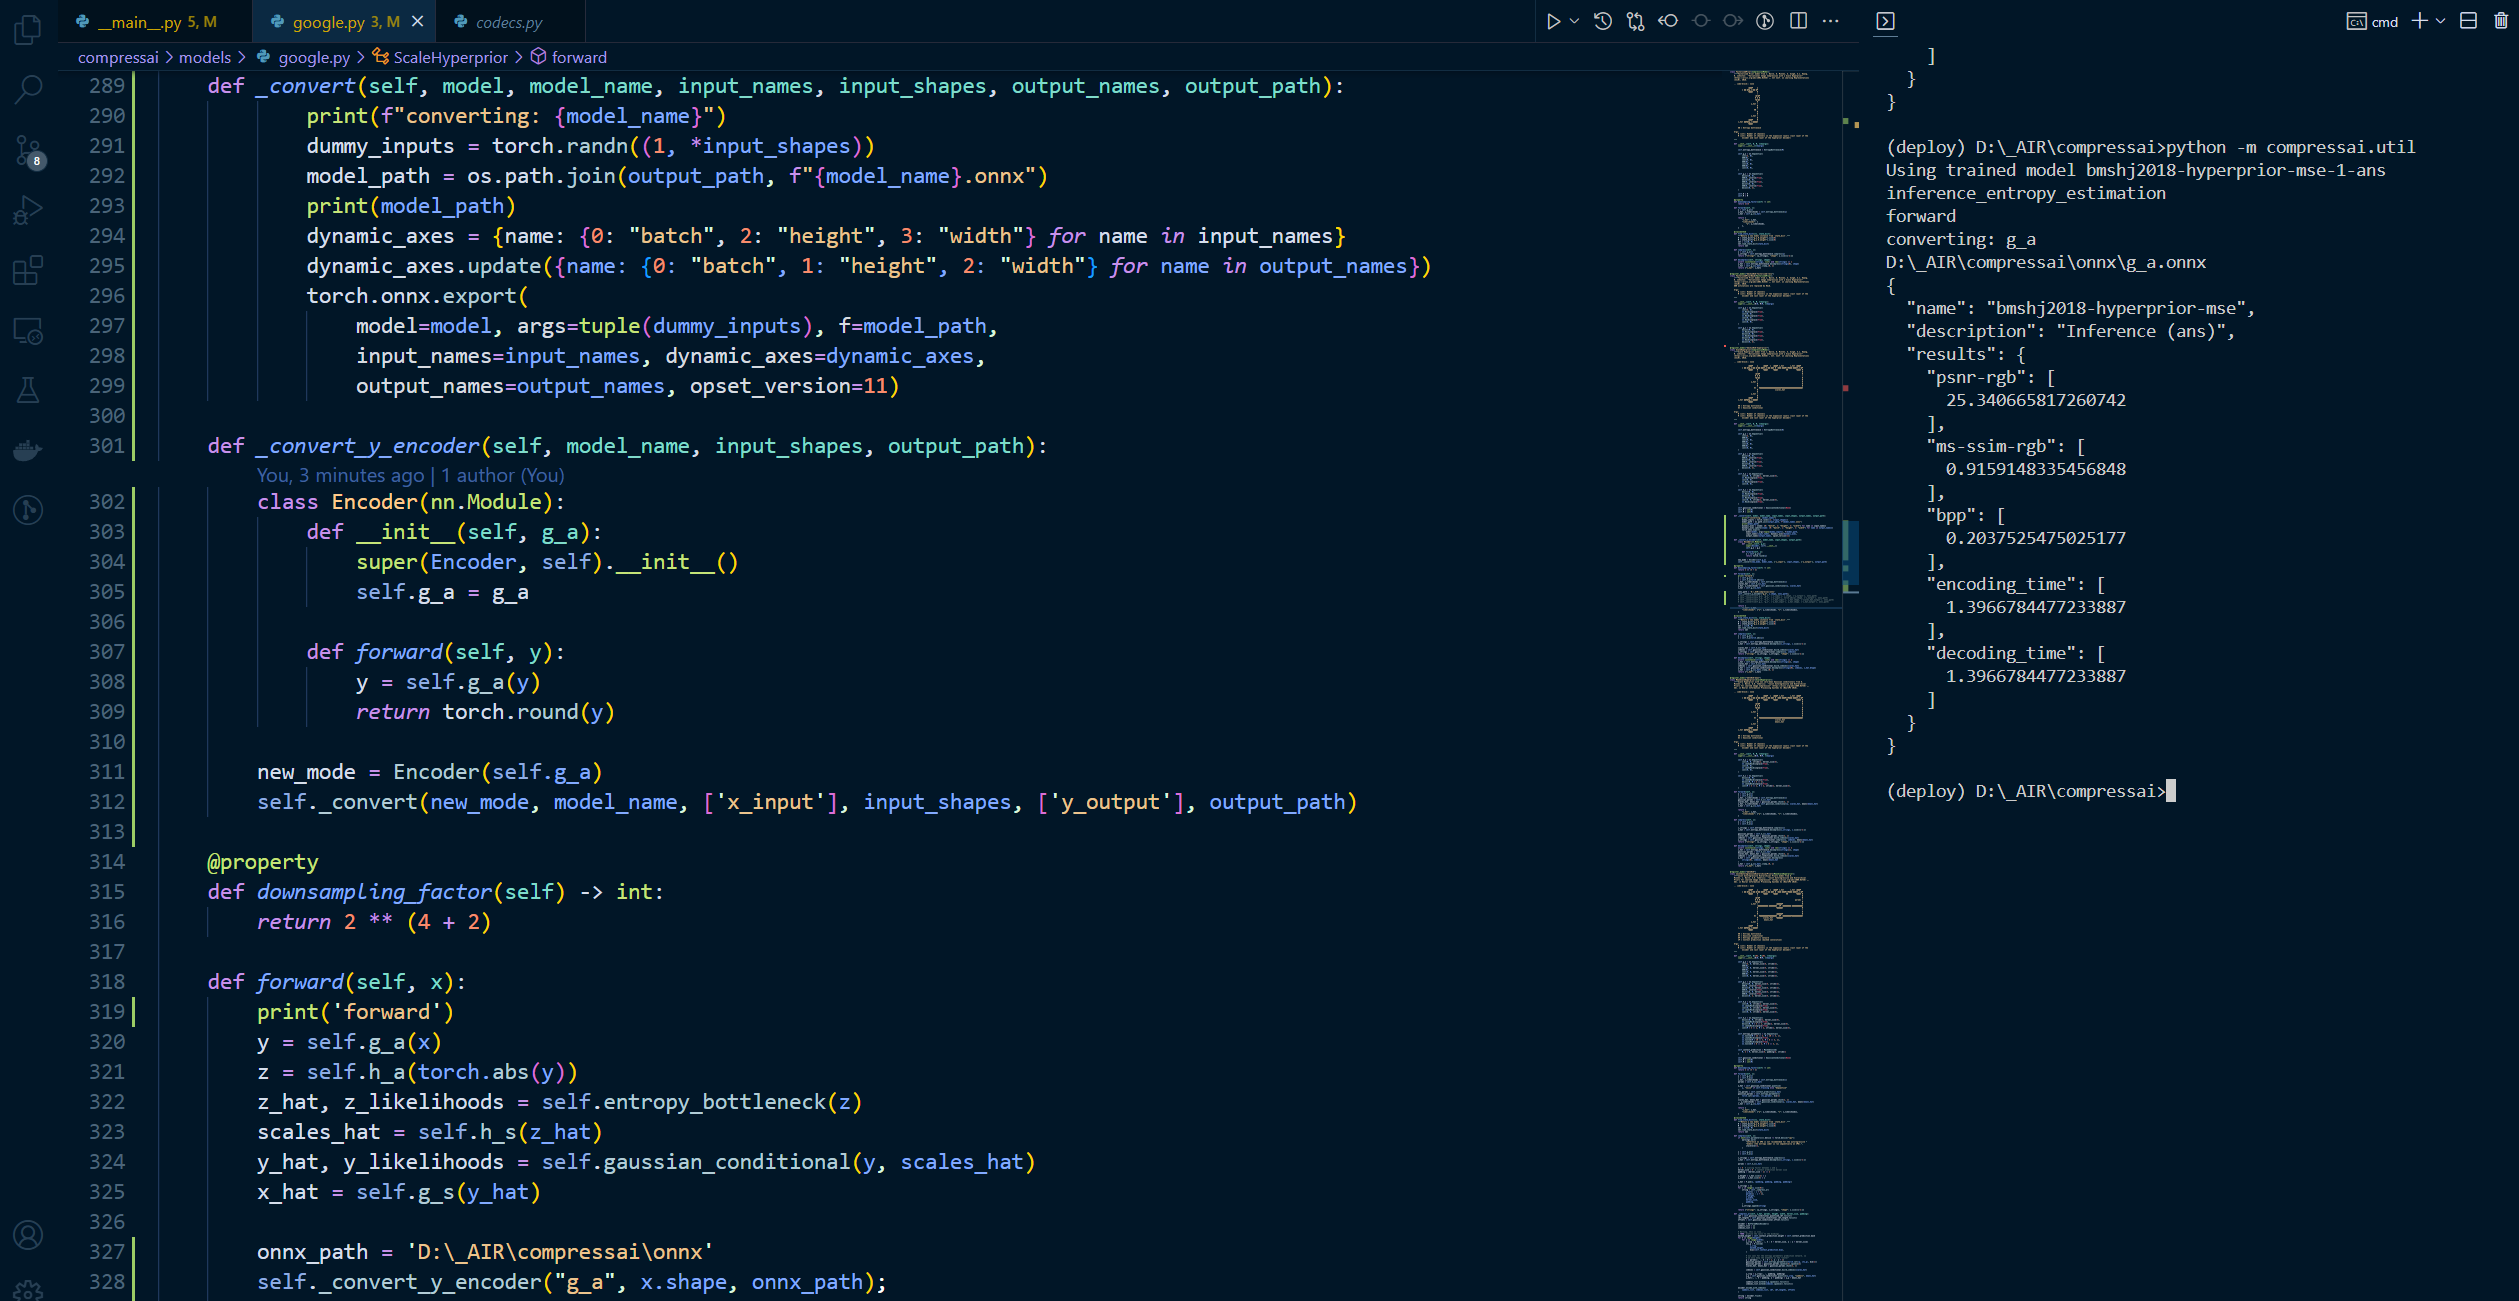 __main__.py 5, M
google.py 3, M
codecs.py
cmd
compressai > models > google.py > ScaleHyperprior > forward
8
289 def _convert(self, model, model_name, input_names, input_shapes, output_names, output_path):
290 print(f"converting: {model_name}")
291 dummy_inputs = torch.randn((1, *input_shapes))
292 model_path = os.path.join(output_path, f"{model_name}.onnx")
293 print(model_path)
294 dynamic_axes = {name: {0: "batch", 2: "height", 3: "width"} for name in input_names}
295 dynamic_axes.update({name: {0: "batch", 1: "height", 2: "width"} for name in output_names})
296 torch.onnx.export(
297 model=model, args=tuple(dummy_inputs), f=model_path,
298 input_names=input_names, dynamic_axes=dynamic_axes,
299 output_names=output_names, opset_version=11)
300
301 def _convert_y_encoder(self, model_name, input_shapes, output_path):
You, 3 minutes ago | 1 author (You)
302 class Encoder(nn.Module):
303 def __init__(self, g_a):
304 super(Encoder, self).__init__()
305 self.g_a = g_a
306
307 def forward(self, y):
308 y = self.g_a(y)
309 return torch.round(y)
310
311 new_mode = Encoder(self.g_a)
312 self._convert(new_mode, model_name, ['x_input'], input_shapes, ['y_output'], output_path)
313
314 @property
315 def downsampling_factor(self) -> int:
316 return 2 ** (4 + 2)
317
318 def forward(self, x):
319 print('forward')
320 y = self.g_a(x)
321 z = self.h_a(torch.abs(y))
322 z_hat, z_likelihoods = self.entropy_bottleneck(z)
323 scales_hat = self.h_s(z_hat)
324 y_hat, y_likelihoods = self.gaussian_conditional(y, scales_hat)
325 x_hat = self.g_s(y_hat)
326
327 onnx_path = 'D:\_AIR\compressai\onnx'
328 self._convert_y_encoder("g_a", x.shape, onnx_path);
]
}
}
(deploy) D:\_AIR\compressai>python -m compressai.util
Using trained model bmshj2018-hyperprior-mse-1-ans
inference_entropy_estimation
forward
converting: g_a
D:\_AIR\compressai\onnx\g_a.onnx
{
"name": "bmshj2018-hyperprior-mse",
"description": "Inference (ans)",
"results": {
"psnr-rgb": [
25.340665817260742
],
"ms-ssim-rgb": [
0.9159148335456848
],
"bpp": [
0.2037525475025177
],
"encoding_time": [
1.3966784477233887
],
"decoding_time": [
1.3966784477233887
]
}
}
(deploy) D:\_AIR\compressai>